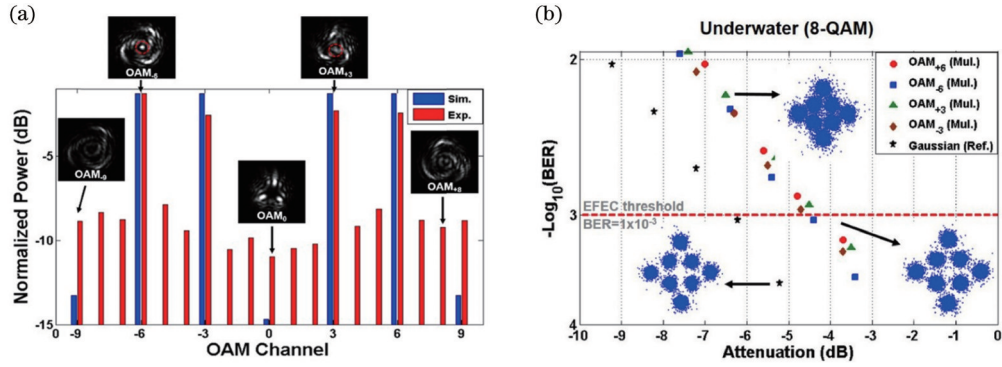 (a)
OAM-6
OAM+3
Sim.
Exp.
OAM-9
OAM0
OAM+8
Normalized Power (dB)
-5
-10
-15
0 -9 -6 -3 0 3 6 9
OAM Channel
(b)
Underwater (8-QAM)
OAM+6 (Mul.)
OAM-6 (Mul.)
OAM+3 (Mul.)
OAM-3 (Mul.)
Gaussian (Ref.)
EFEC threshold
BER=1x10-3
-Log10(BER)
2
3
4
-10 -9 -8 -7 -6 -5 -4 -3 -2 -1 0
Attenuation (dB)